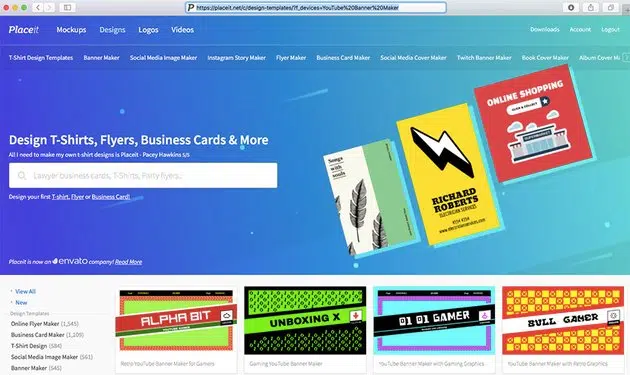 https://placeit.net/c/design-templates/?f_devices=YouTube%20Banner%20Maker
Placeit Mockups Designs Logos Videos Downloads Account Logout
T-Shirt Design Templates Banner Maker Social Media Image Maker Instagram Story Maker Flyer Maker Business Card Maker Social Media Cover Maker Twitch Banner Maker Book Cover Maker Album Cover M
ONLINE SHOPPING
CLICK & COLLECT
SUPERMARKET
Songs
with
souls
RICHARD
ROBERTS
ELECTRICIAN SERVICES
Design T-Shirts, Flyers, Business Cards & More
All I need to make my own t-shirt designs is Placeit - Pacey Hawkins 5/5
Lawyer business cards, T-Shirts, Party flyers..
Design your first T-shirt, Flyer or Business Card!
Placeit is now an envato company! Read More
View All
New
Design Templates
Online Flyer Maker (1,545)
Business Card Maker (1,109)
T-Shirt Design (584)
Social Media Image Maker (561)
Banner Maker (545)
ALPHA BIT
Retro YouTube Banner Maker for Gamers
UNBOXING X
Gaming YouTube Banner Maker
01 01 GAMER
YouTube Banner Maker with Gaming Graphics
BULL GAMER
YouTube Banner Maker with Retro Graphics